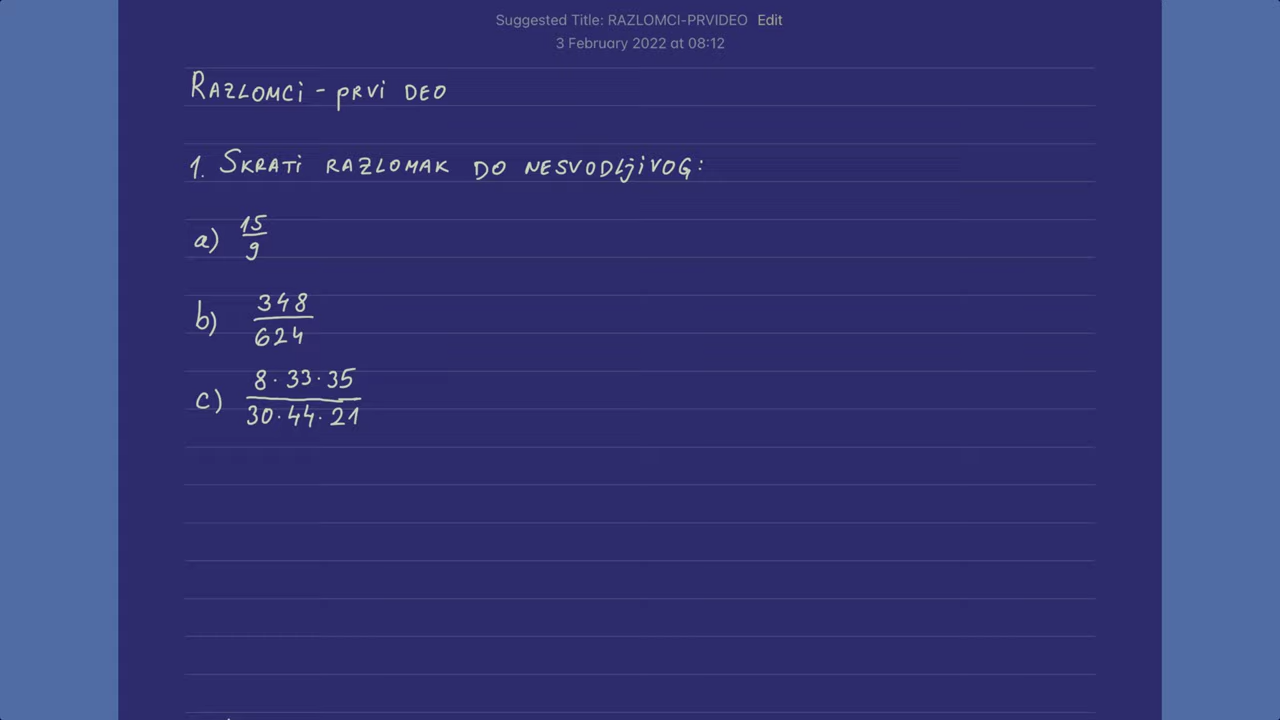 Suggested Title: RAZLOMCI-PRVIDEO Edit
3 February 2022 at 08:12
RAZLOMCi - PRVi DEO
1. SKRATi RAZLOMAK DO NESVODLjiVOG:
a) 15/9
b) 348/624
c) 8·33·35/30·44·21